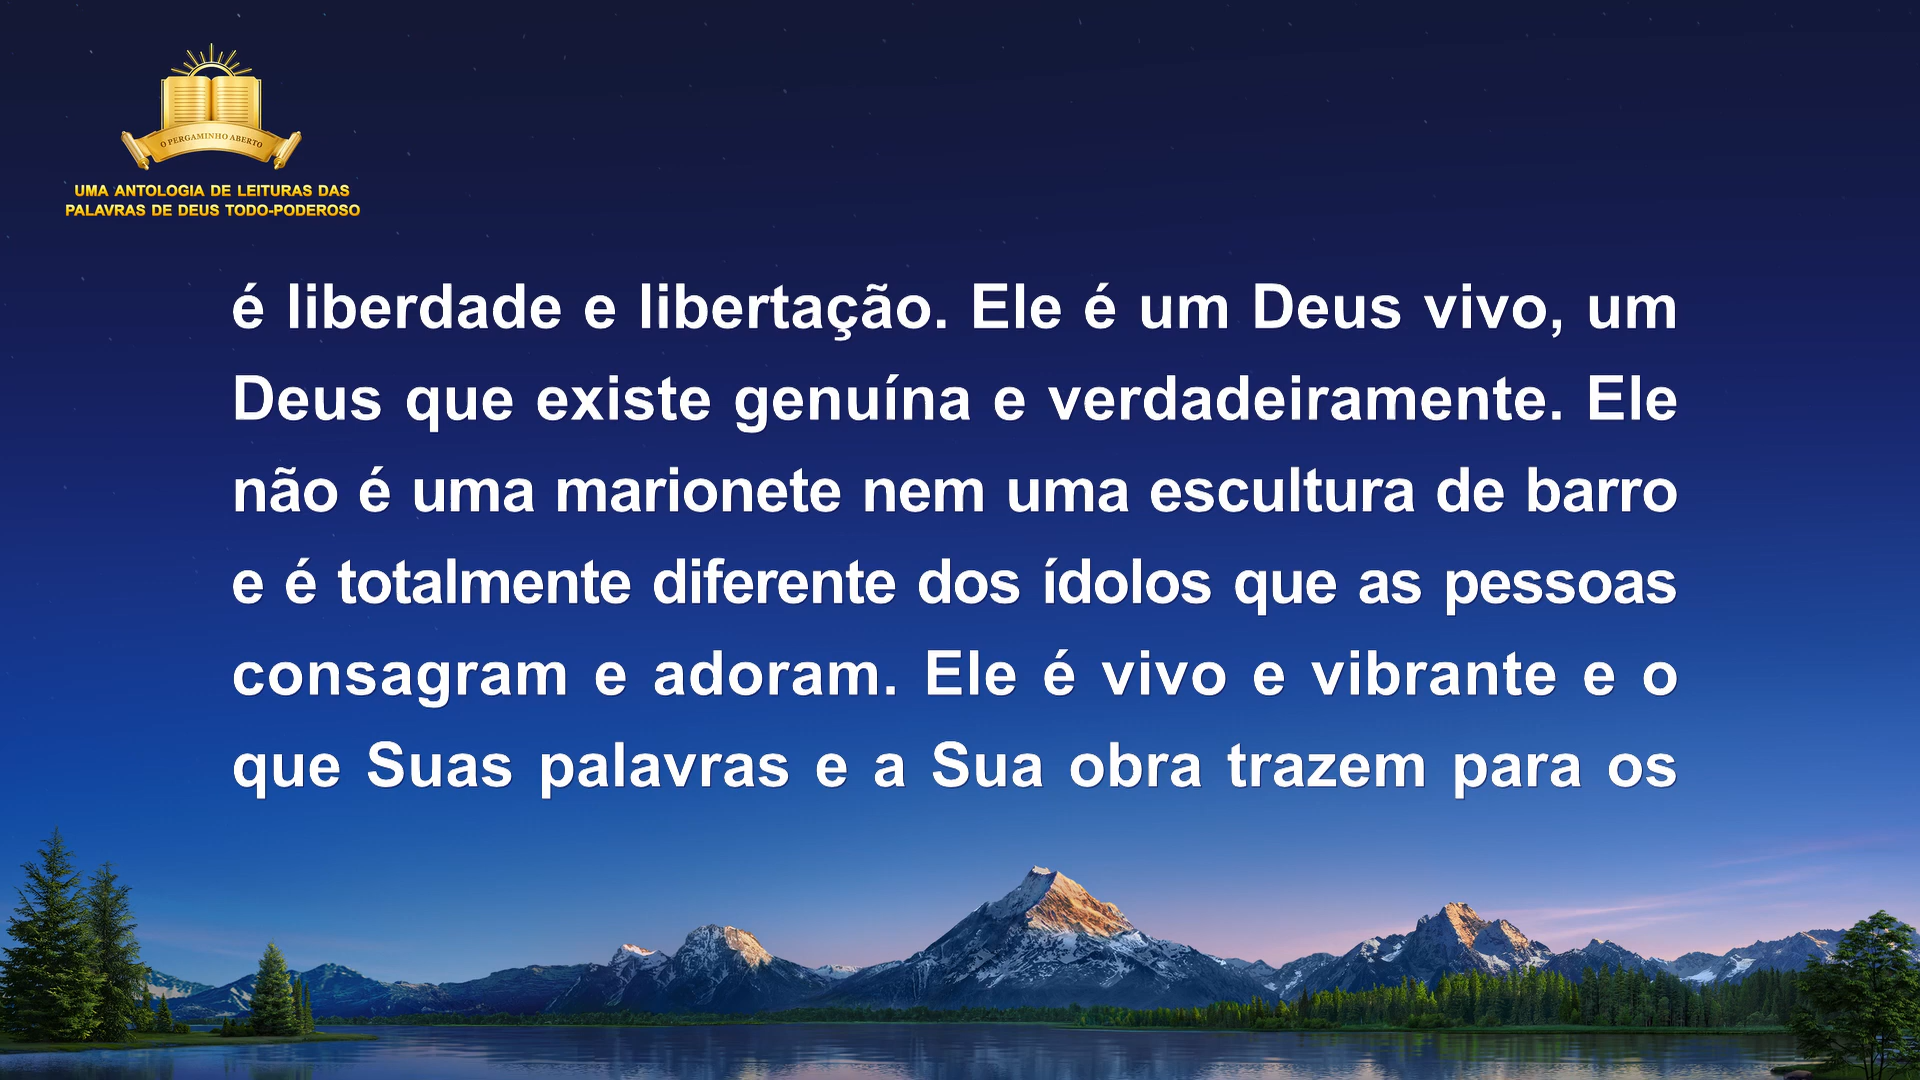 O PERGAMINHO ABERTO
UMA ANTOLOGIA DE LEITURAS DAS
PALAVRAS DE DEUS TODO-PODEROSO
é liberdade e libertação. Ele é um Deus vivo, um
Deus que existe genuína e verdadeiramente. Ele
não é uma marionete nem uma escultura de barro
e é totalmente diferente dos ídolos que as pessoas
consagram e adoram. Ele é vivo e vibrante e o
que Suas palavras e a Sua obra trazem para os